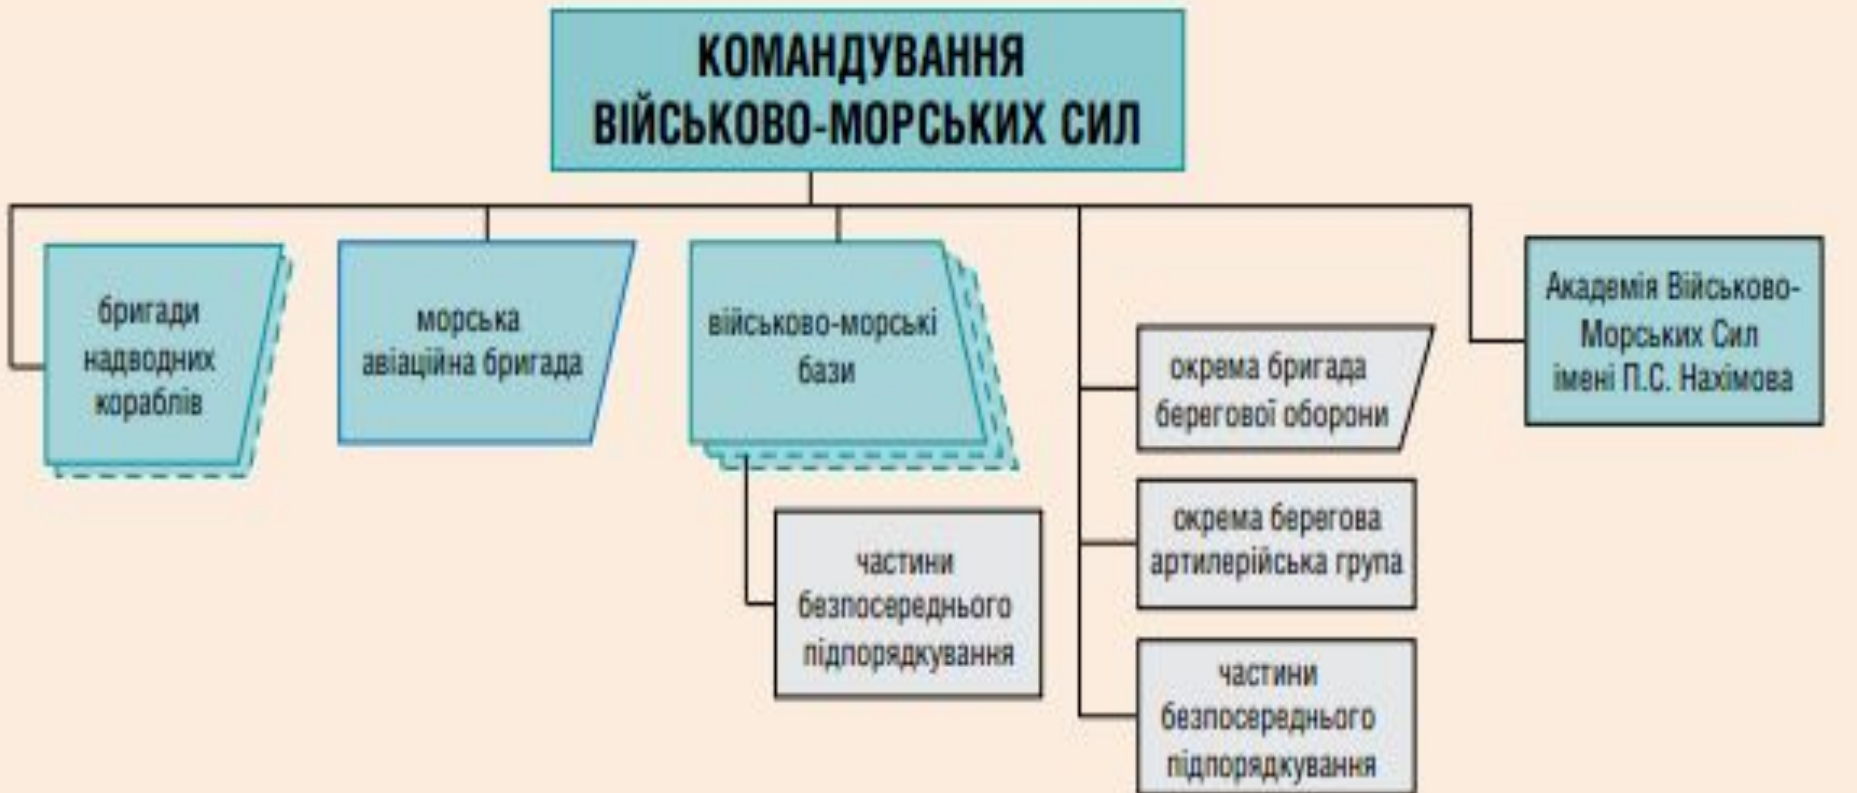 КОМАНДУВАННЯ
ВІЙСЬКОВО-МОРСЬКИХ СИЛ
бригади
надводних
кораблів
морська
авіаційна бригада
військово-морські
бази
частини
безпосереднього
підпорядкування
окрема бригада
берегової оборони
окрема берегова
артилерійська група
частини
безпосереднього
підпорядкування
Академія Військово-
Морських Сил
імені П.С. Нахімова